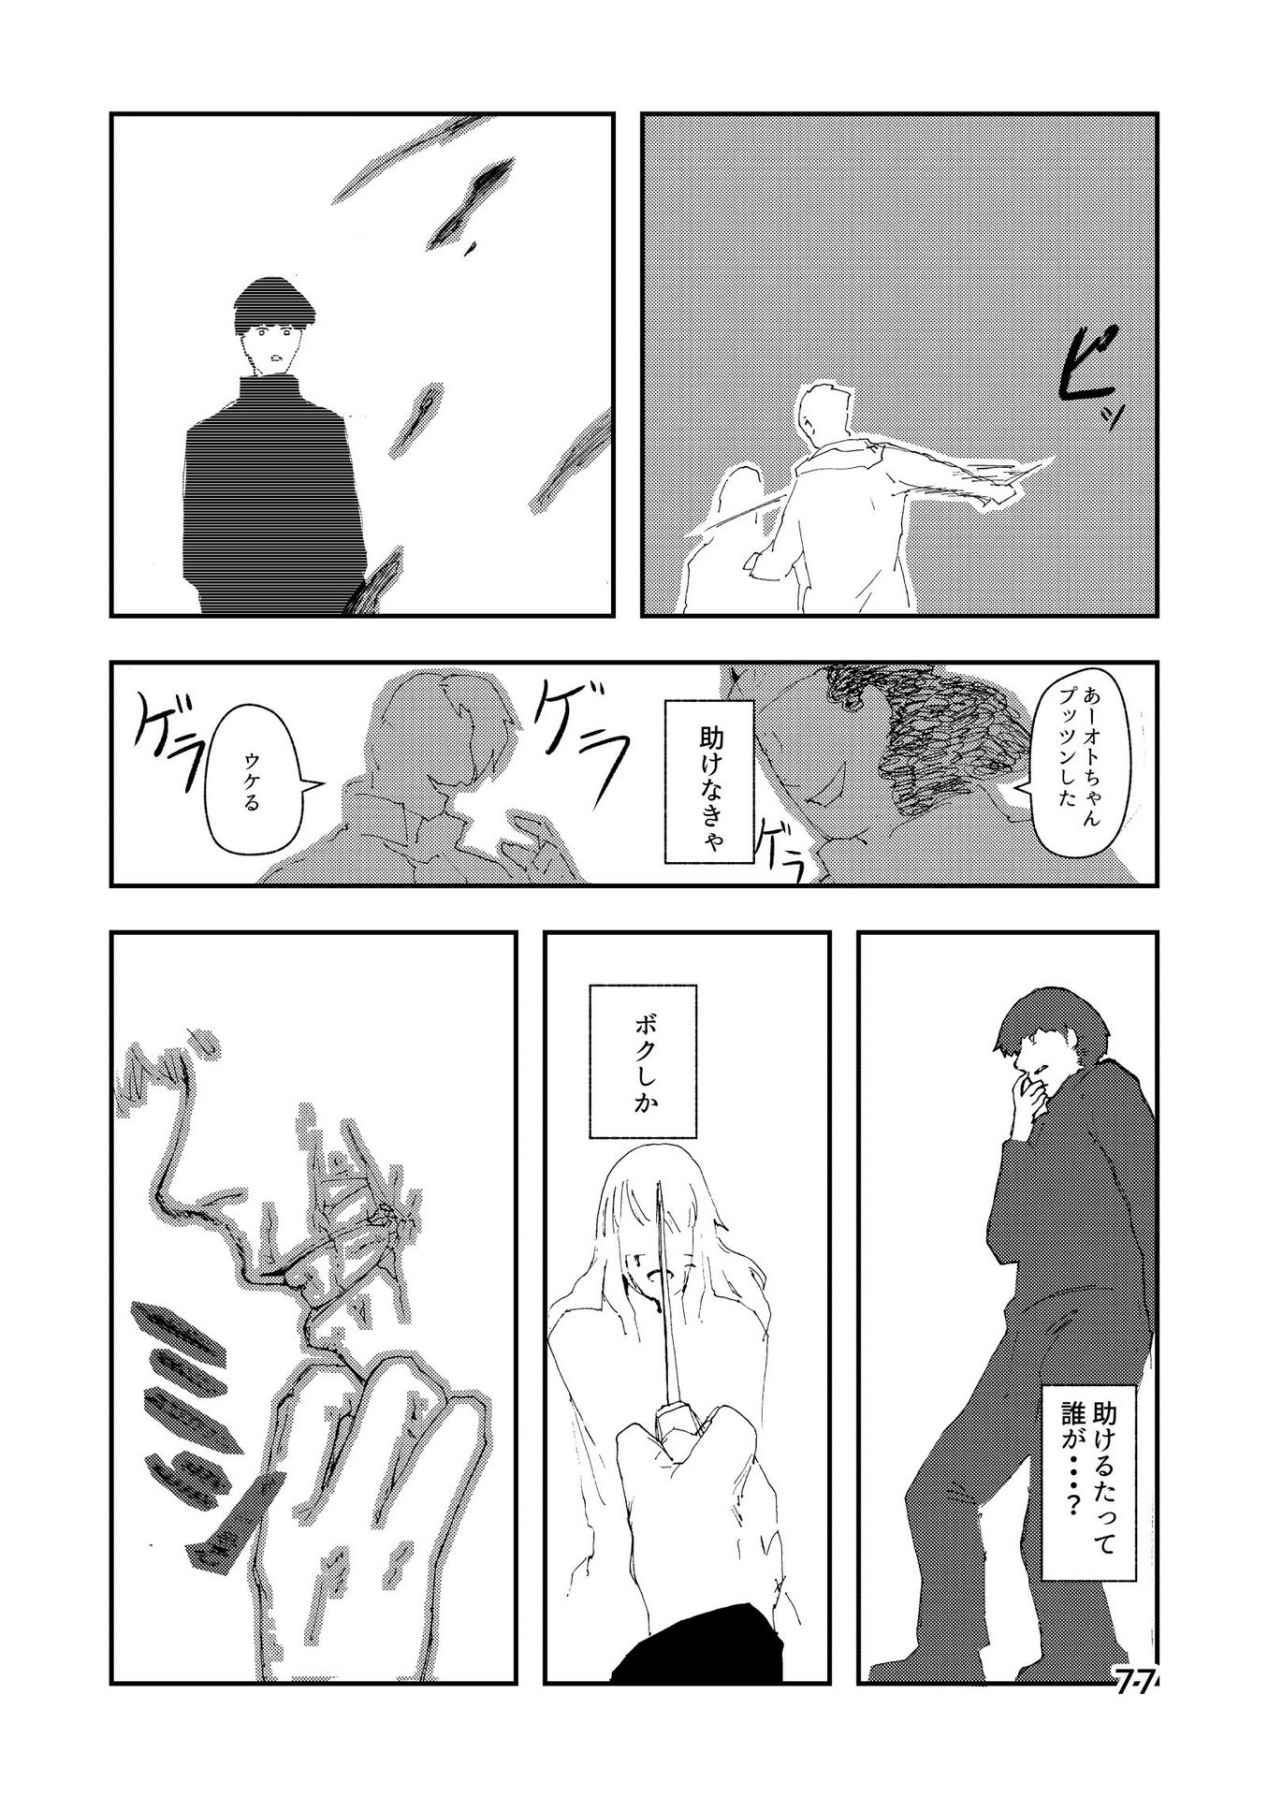 ピッ
あーオトちゃん
プッツンした
ゲラ
助けなきゃ
ゲラ
ウケる
ゲラ
助けるたって
誰が・・・?
ボクしか
7-7